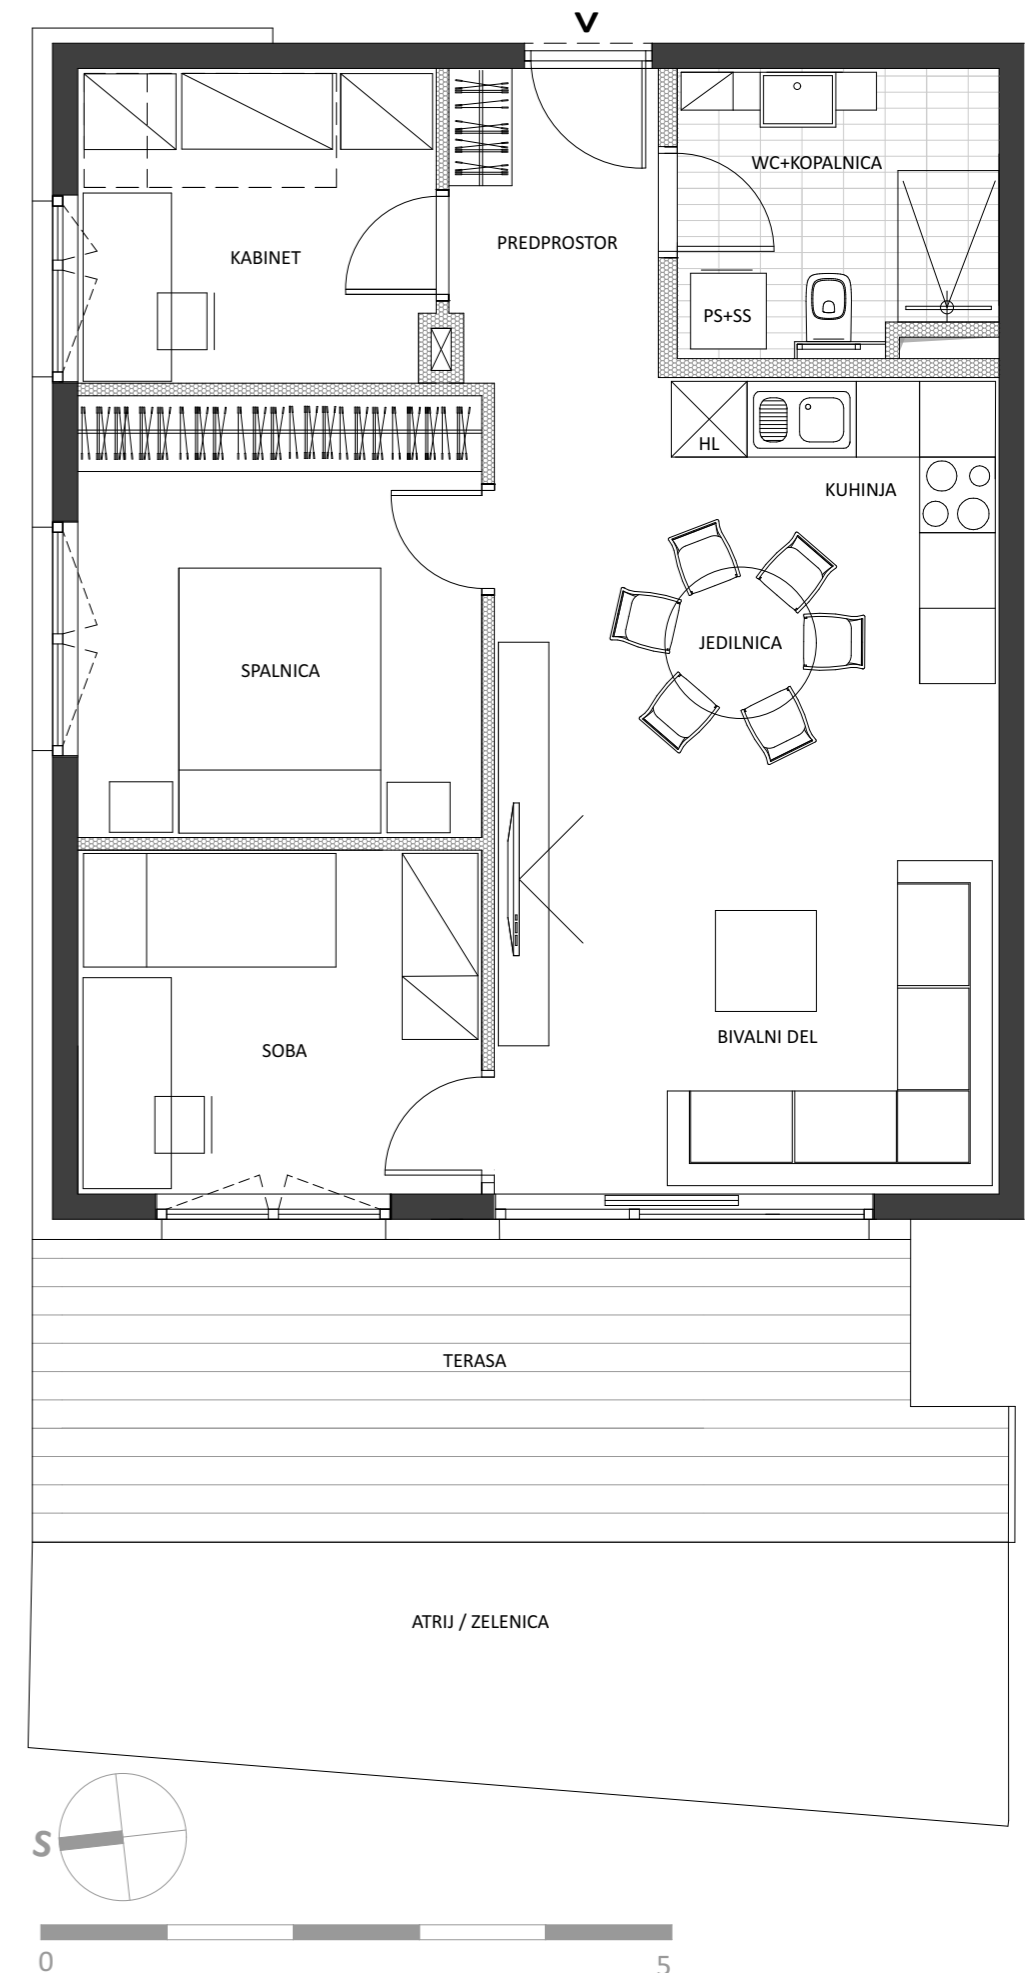 V
WC+KOPALNICA
PREDPROSTOR
KABINET
PS+SS
HL
KUHINJA
JEDILNICA
SPALNICA
BIVALNI DEL
SOBA
TERASA
ATRIJ / ZELENICA
S
0 5